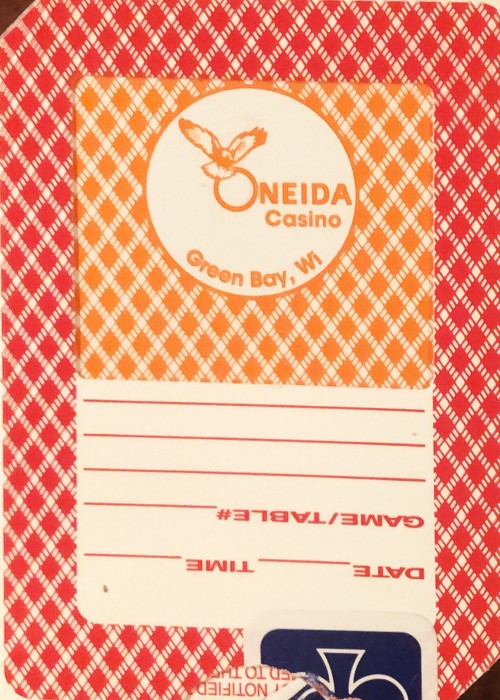 ONEIDA
Casino
Green Bay, Wi
GAME/TABLE#
DATE TIME
NOTIFIED